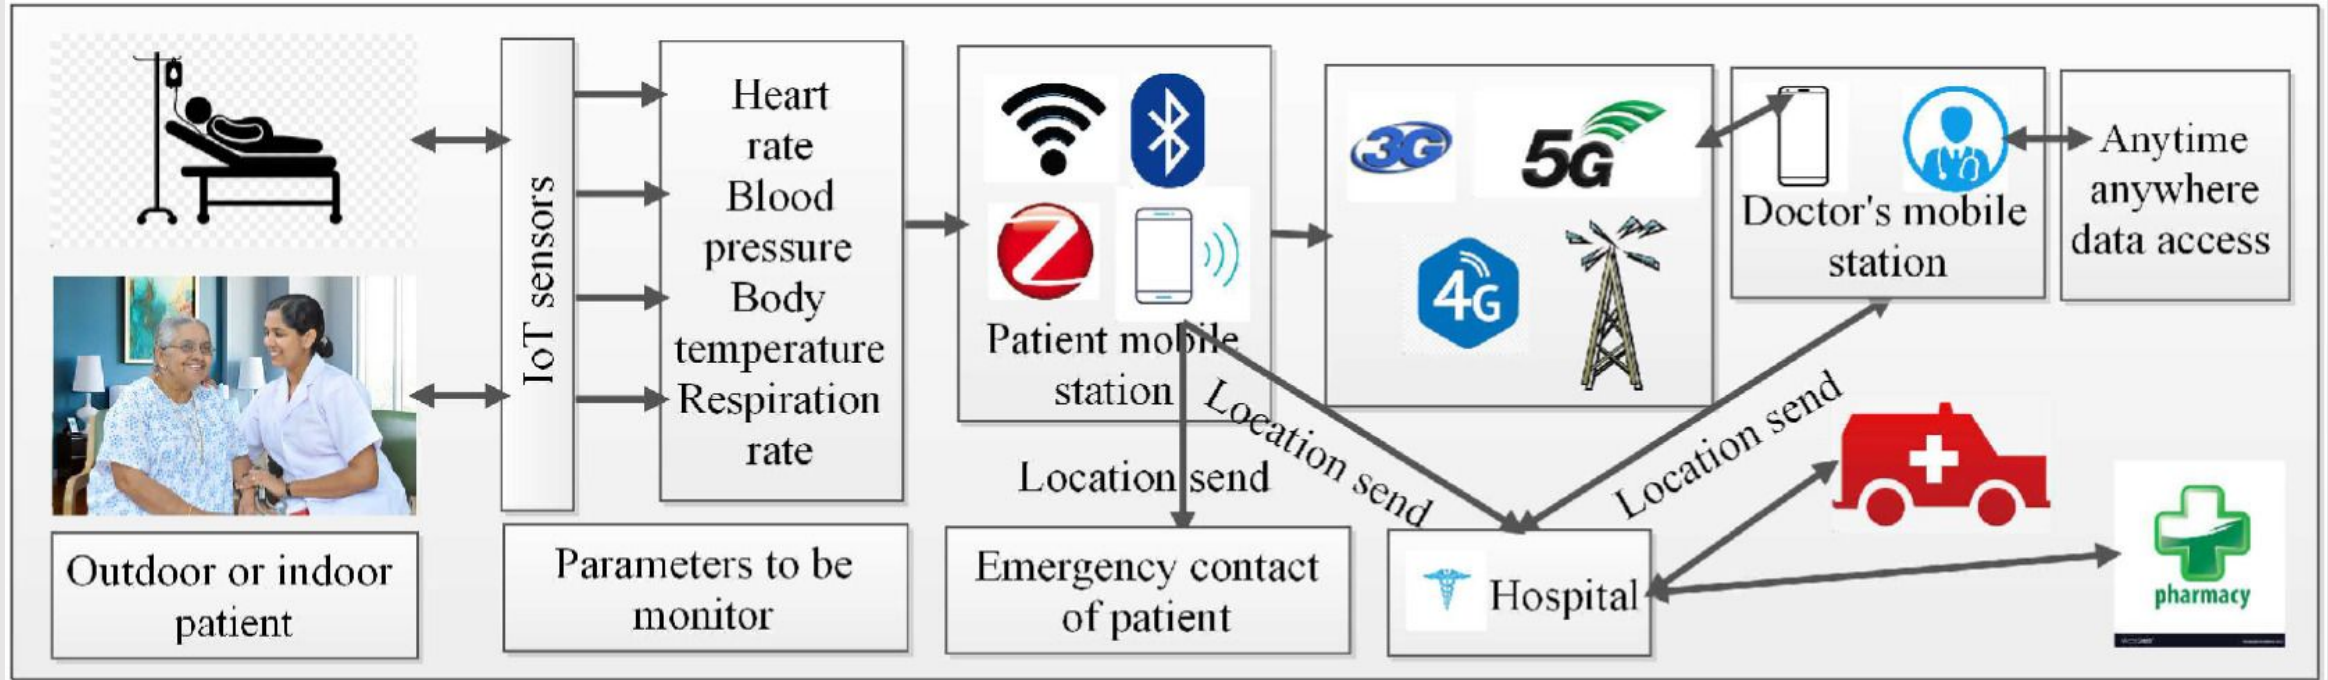 Outdoor or indoor
patient
IoT sensors
Heart
rate
Blood
pressure
Body
temperature
Respiration
rate
Parameters to be
monitor
Patient mobile
station
Location send
Location send
Emergency contact
of patient
3G
5G
4G
Doctor's mobile
station
Anytime
anywhere
data access
Location send
Hospital
pharmacy